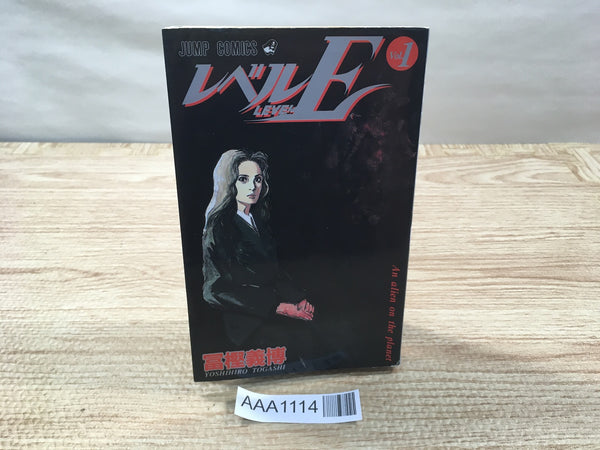 JUMP COMICS
レベルE
LEVEL
Vol.1
An alien on the planet
冨樫義博
YOSHIHIRO TOGASHI
AAA1114